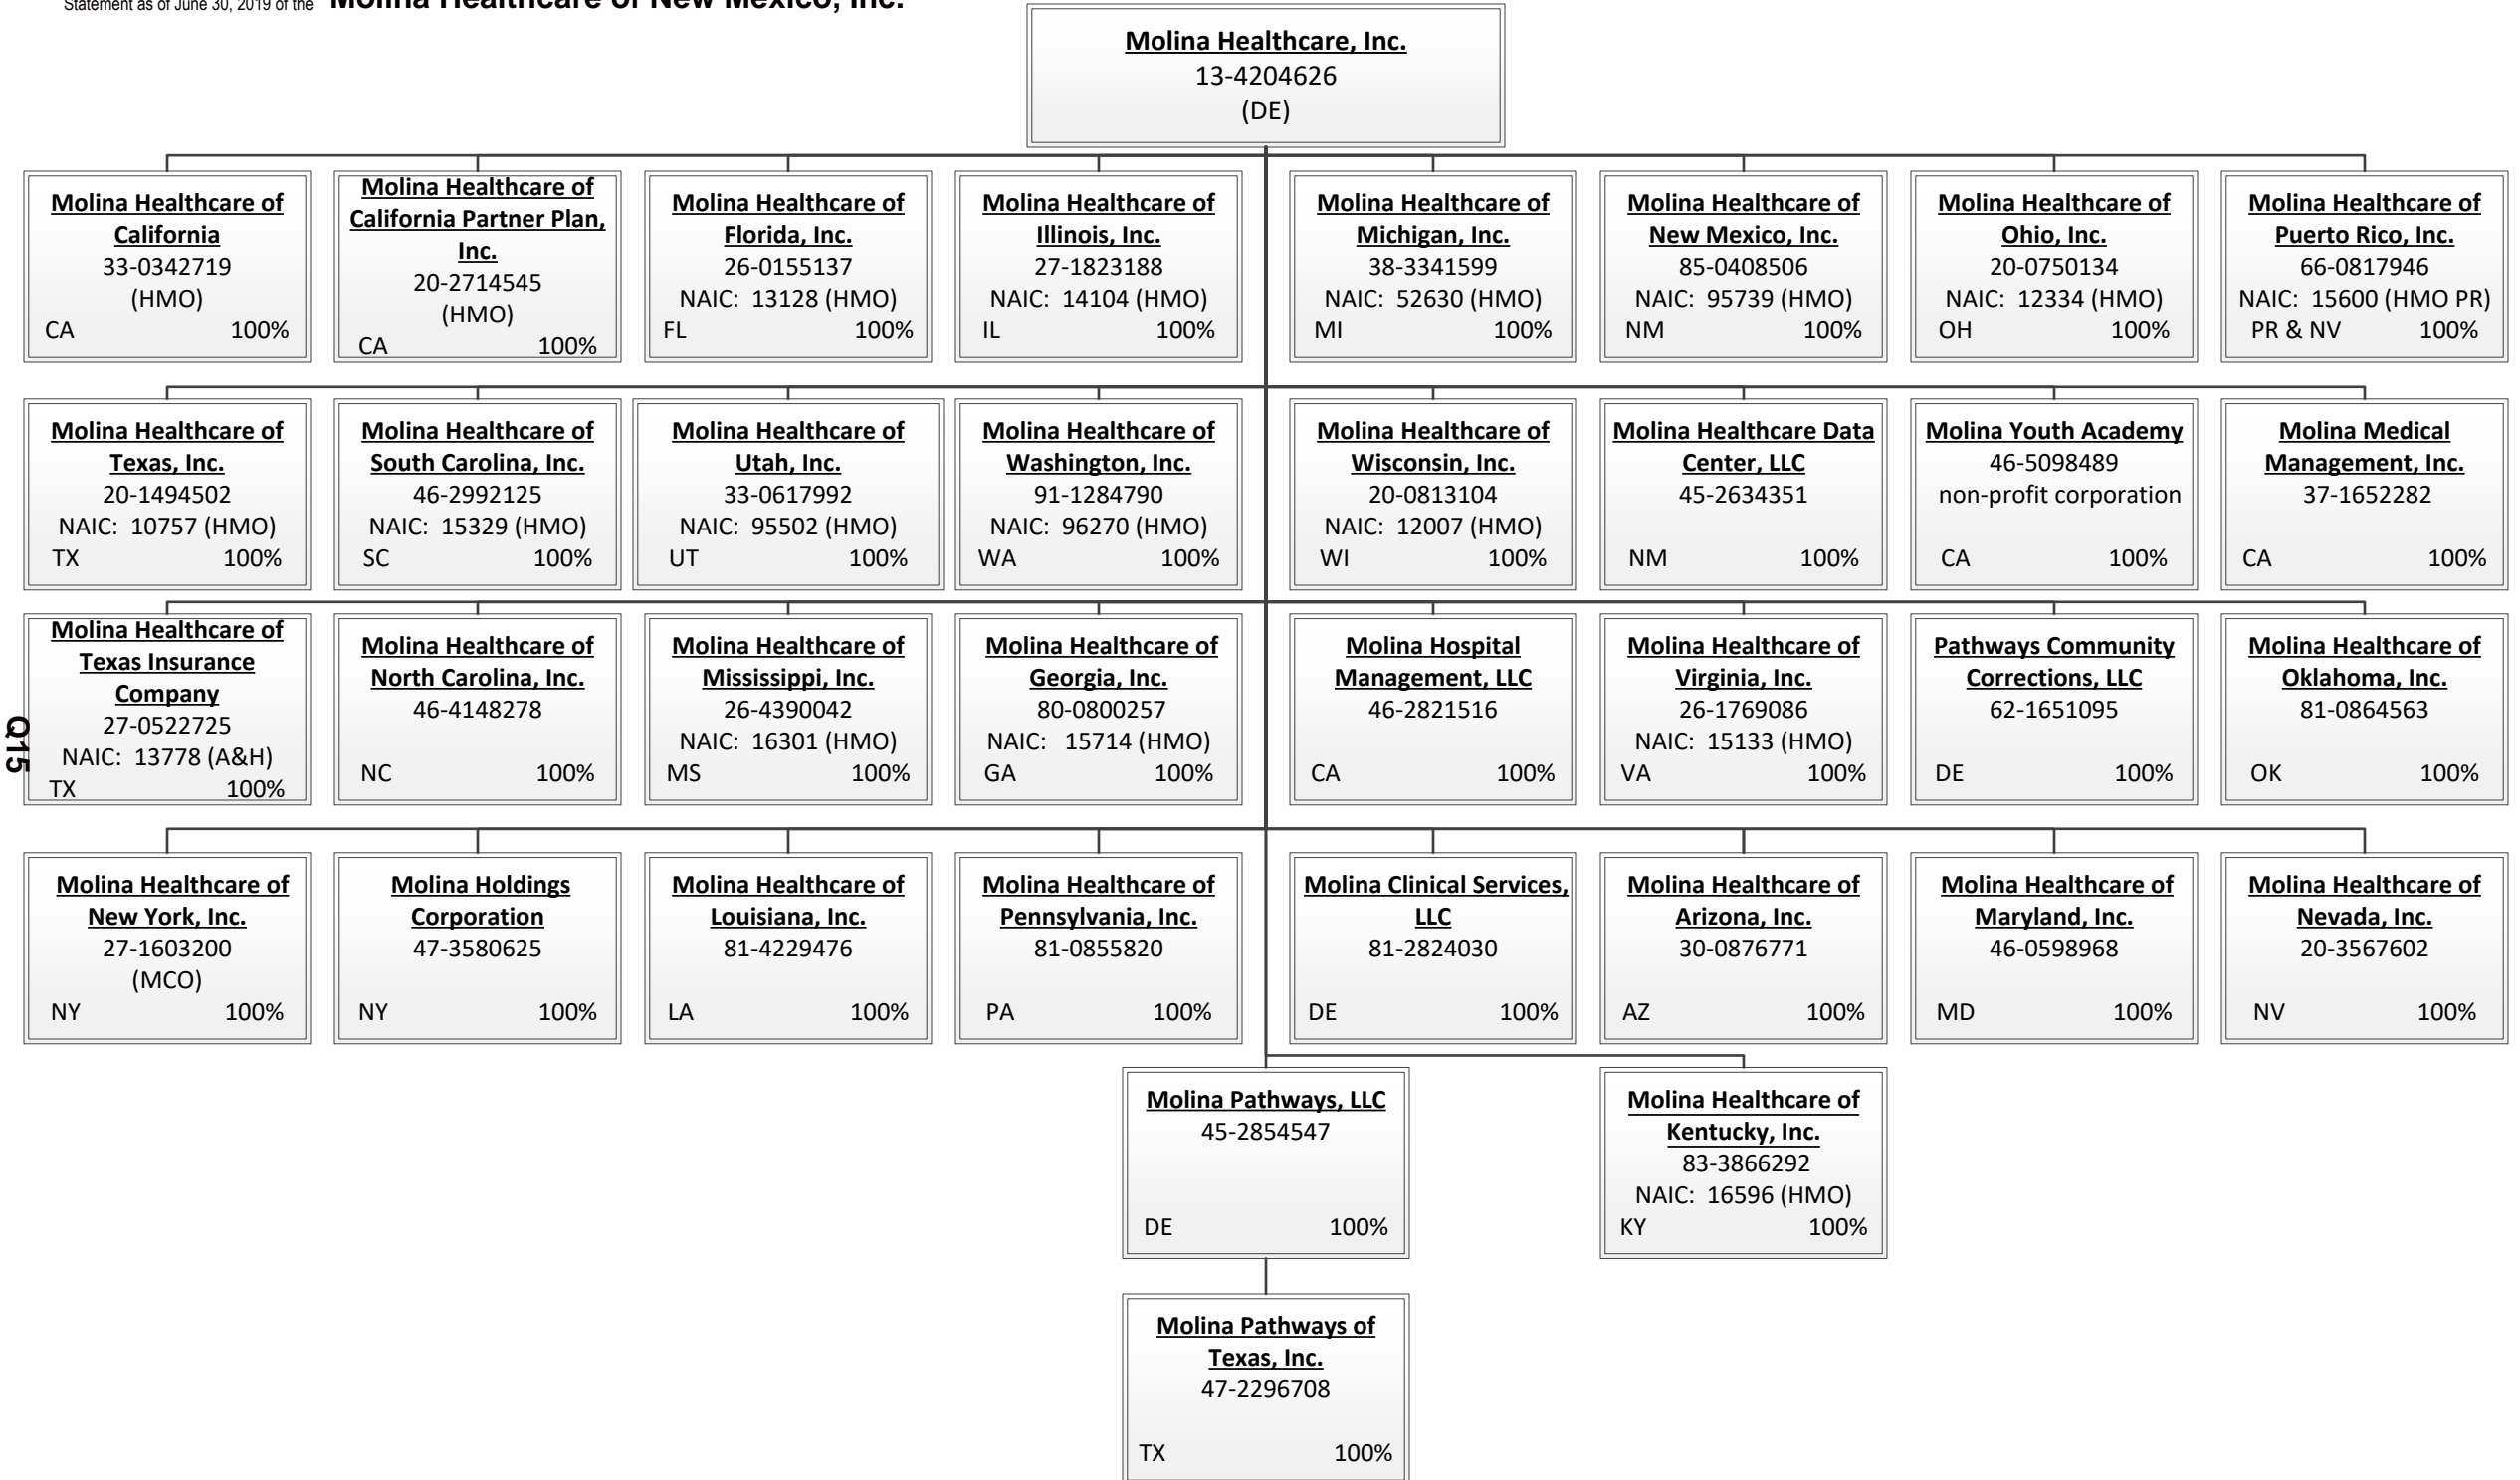 Statement as of June 30, 2019 of the Molina Healthcare of New Mexico, Inc.
Molina Healthcare, Inc.
13-4204626
(DE)
Molina Healthcare of
California
33-0342719
(HMO)
CA 100%
Molina Healthcare of
California Partner Plan,
Inc.
20-2714545
(HMO)
CA 100%
Molina Healthcare of
Florida, Inc.
26-0155137
NAIC: 13128 (HMO)
FL 100%
Molina Healthcare of
Illinois, Inc.
27-1823188
NAIC: 14104 (HMO)
IL 100%
Molina Healthcare of
Michigan, Inc.
38-3341599
NAIC: 52630 (HMO)
MI 100%
Molina Healthcare of
New Mexico, Inc.
85-0408506
NAIC: 95739 (HMO)
NM 100%
Molina Healthcare of
Ohio, Inc.
20-0750134
NAIC: 12334 (HMO)
OH 100%
Molina Healthcare of
Puerto Rico, Inc.
66-0817946
NAIC: 15600 (HMO PR)
PR & NV 100%
Molina Healthcare of
Texas, Inc.
20-1494502
NAIC: 10757 (HMO)
TX 100%
Molina Healthcare of
South Carolina, Inc.
46-2992125
NAIC: 15329 (HMO)
SC 100%
Molina Healthcare of
Utah, Inc.
33-0617992
NAIC: 95502 (HMO)
UT 100%
Molina Healthcare of
Washington, Inc.
91-1284790
NAIC: 96270 (HMO)
WA 100%
Molina Healthcare of
Wisconsin, Inc.
20-0813104
NAIC: 12007 (HMO)
WI 100%
Molina Healthcare Data
Center, LLC
45-2634351
NM 100%
Molina Youth Academy
46-5098489
non-profit corporation
CA 100%
Molina Medical
Management, Inc.
37-1652282
CA 100%
Molina Healthcare of
Texas Insurance
Company
27-0522725
NAIC: 13778 (A&H)
TX 100%
Molina Healthcare of
North Carolina, Inc.
46-4148278
NC 100%
Molina Healthcare of
Mississippi, Inc.
26-4390042
NAIC: 16301 (HMO)
MS 100%
Molina Healthcare of
Georgia, Inc.
80-0800257
NAIC: 15714 (HMO)
GA 100%
Molina Hospital
Management, LLC
46-2821516
CA 100%
Molina Healthcare of
Virginia, Inc.
26-1769086
NAIC: 15133 (HMO)
VA 100%
Pathways Community
Corrections, LLC
62-1651095
DE 100%
Molina Healthcare of
Oklahoma, Inc.
81-0864563
OK 100%
Q15
Molina Healthcare of
New York, Inc.
27-1603200
(MCO)
NY 100%
Molina Holdings
Corporation
47-3580625
NY 100%
Molina Healthcare of
Louisiana, Inc.
81-4229476
LA 100%
Molina Healthcare of
Pennsylvania, Inc.
81-0855820
PA 100%
Molina Clinical Services,
LLC
81-2824030
DE 100%
Molina Healthcare of
Arizona, Inc.
30-0876771
AZ 100%
Molina Healthcare of
Maryland, Inc.
46-0598968
MD 100%
Molina Healthcare of
Nevada, Inc.
20-3567602
NV 100%
Molina Pathways, LLC
45-2854547
DE 100%
Molina Healthcare of
Kentucky, Inc.
83-3866292
NAIC: 16596 (HMO)
KY 100%
Molina Pathways of
Texas, Inc.
47-2296708
TX 100%